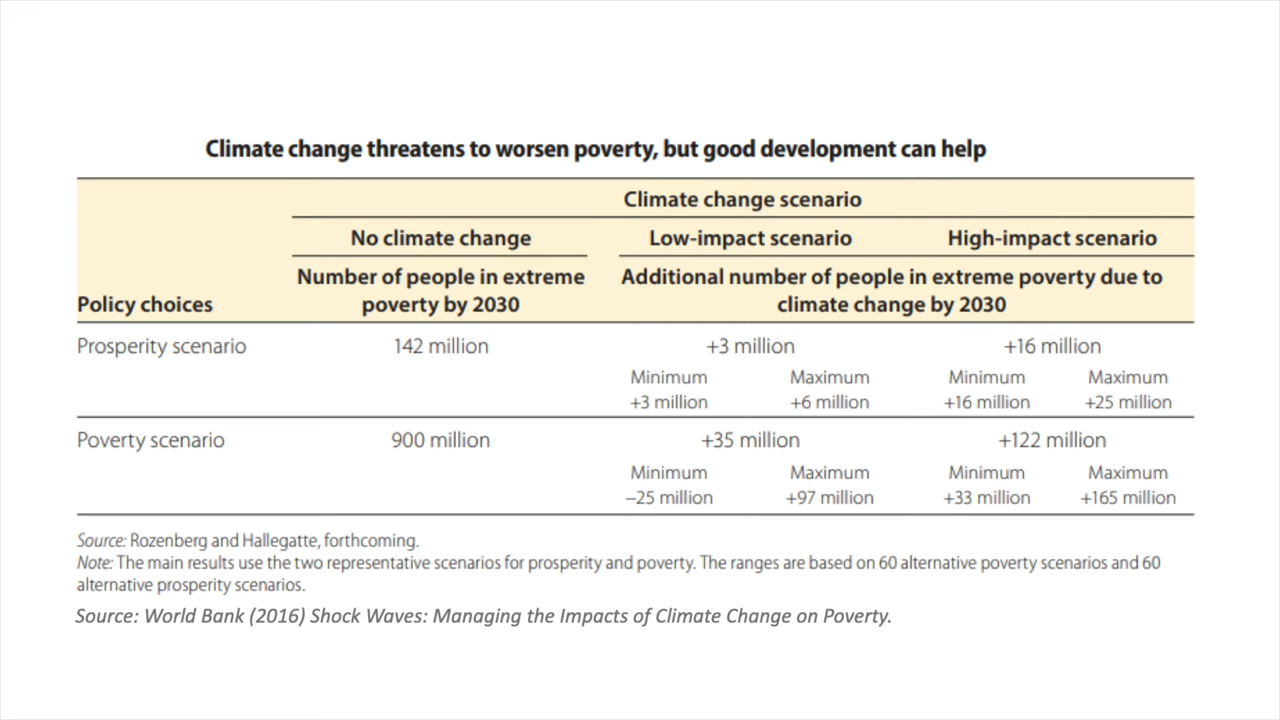 Climate change threatens to worsen poverty, but good development can help
Climate change scenario
No climate change Low-impact scenario High-impact scenario
Policy choices Number of people in extreme poverty by 2030 Additional number of people in extreme poverty due to climate change by 2030
Prosperity scenario 142 million +3 million +16 million
Minimum Maximum Minimum Maximum
+3 million +6 million +16 million +25 million
Poverty scenario 900 million +35 million +122 million
Minimum Maximum Minimum Maximum
−25 million +97 million +33 million +165 million
Source: Rozenberg and Hallegatte, forthcoming.
Note: The main results use the two representative scenarios for prosperity and poverty. The ranges are based on 60 alternative poverty scenarios and 60
alternative prosperity scenarios.
Source: World Bank (2016) Shock Waves: Managing the Impacts of Climate Change on Poverty.